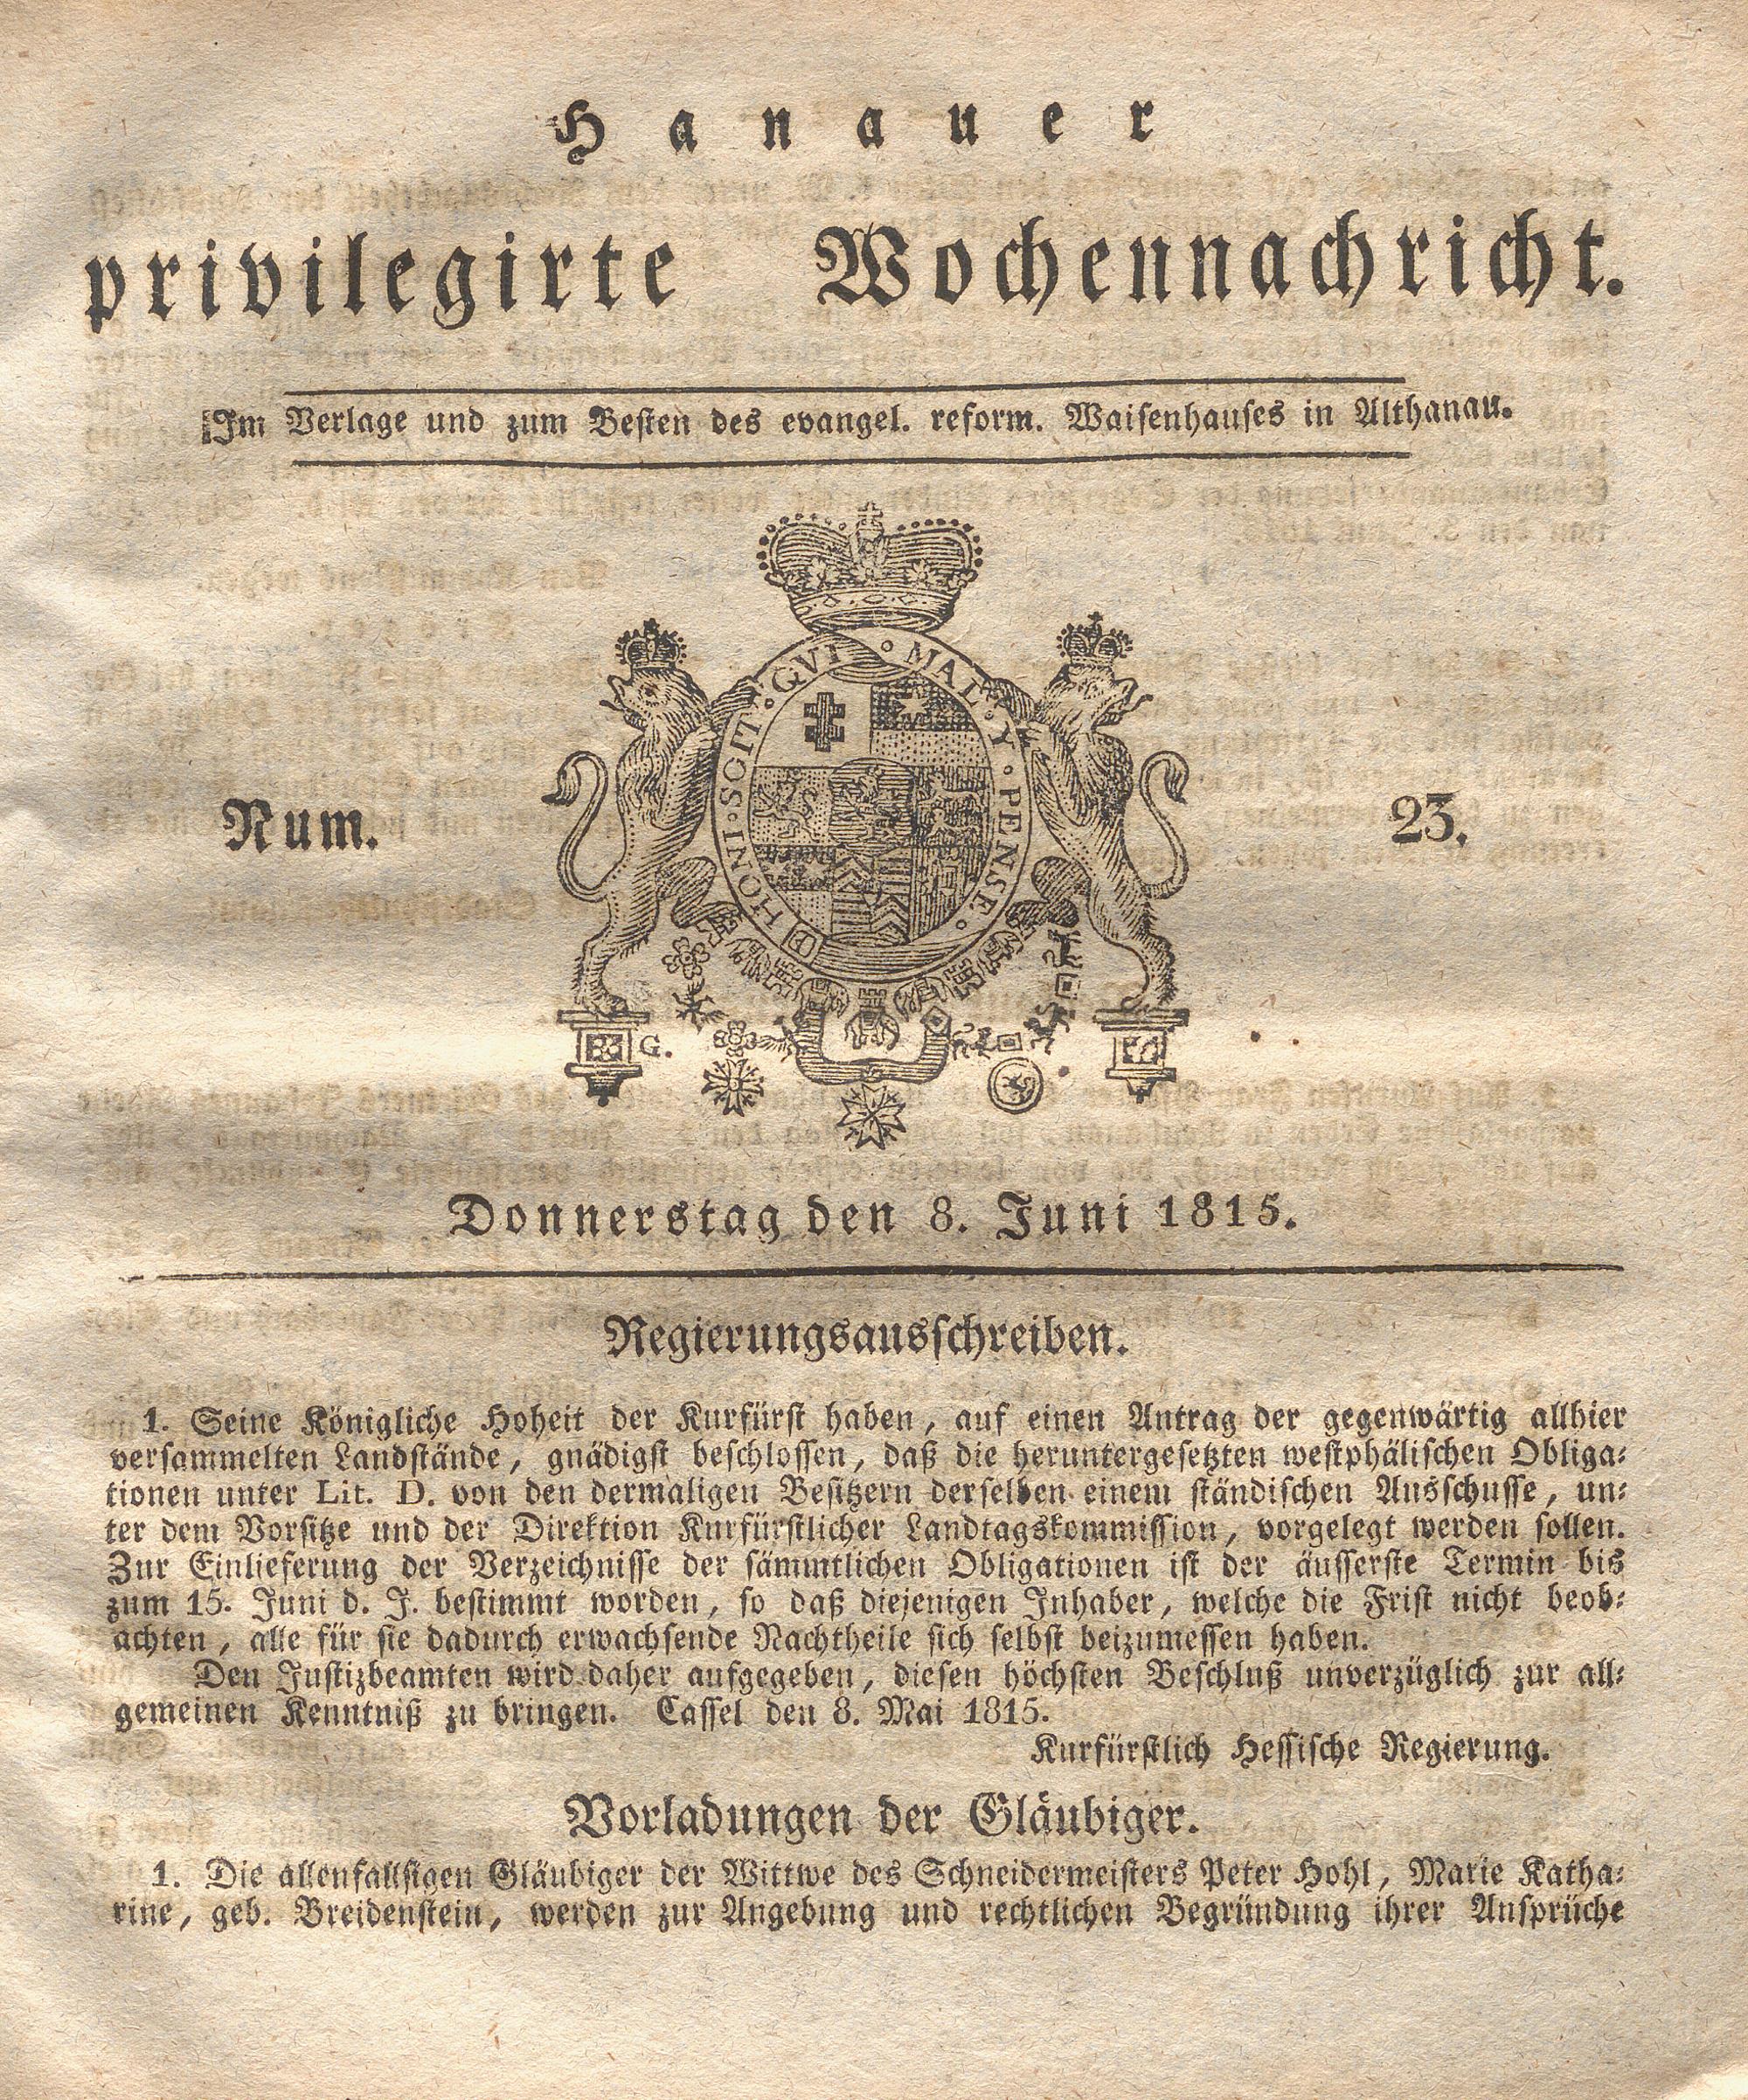 Hanauer
privilegirte Wochennachricht.
Im Verlage und zum Besten des evangel. reform. Waisenhauses in Althanau.
HONI · SOIT · QVI · MAL · Y · PENSE ·
G.
Num. 23.
Donnerstag den 8. Juni 1815.
Regierungsausschreiben.
1. Seine Königliche Hoheit der Kurfürst haben, auf einen Antrag der gegenwärtig allhier
versammelten Landstände, gnädigst beschlossen, daß die heruntergesetzten westphälischen Obliga-
tionen unter Lit. D. von den dermaligen Besitzern derselben einem ständischen Ausschusse, un-
ter dem Vorsitze und der Direktion Kurfürstlicher Landtagskommission, vorgelegt werden sollen.
Zur Einlieferung der Verzeichnisse der sämmtlichen Obligationen ist der äusserste Termin bis
zum 15. Juni d. J. bestimmt worden, so daß diejenigen Inhaber, welche die Frist nicht beob-
achten, alle für sie dadurch erwachsende Nachtheile sich selbst beizumessen haben.
Den Justizbeamten wird daher aufgegeben, diesen höchsten Beschluß unverzüglich zur all-
gemeinen Kenntniß zu bringen. Cassel den 8. Mai 1815.
Kurfürstlich Hessische Regierung.
Vorladungen der Gläubiger.
1. Die allenfallsigen Gläubiger der Wittwe des Schneidermeisters Peter Hohl, Marie Katha-
rine, geb. Breidenstein, werden zur Angebung und rechtlichen Begründung ihrer Ansprüche